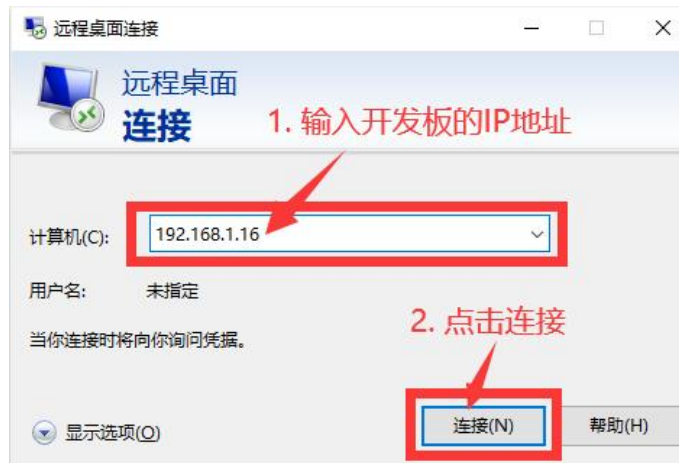 远程桌面连接
远程桌面
连接
1. 输入开发板的IP地址
计算机(C):
192.168.1.16
用户名:
未指定
当你连接时将向你询问凭据。
2. 点击连接
显示选项(O)
连接(N)
帮助(H)